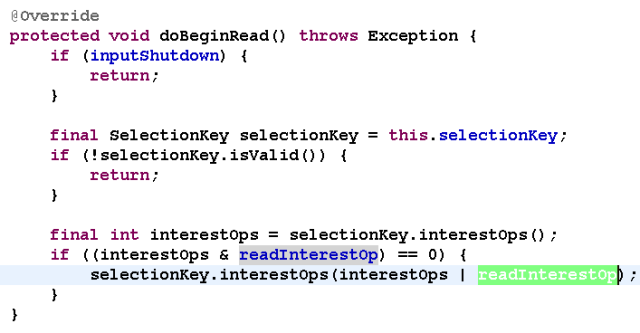 @Override
protected void doBeginRead() throws Exception {
    if (inputShutdown) {
        return;
    }

    final SelectionKey selectionKey = this.selectionKey;
    if (!selectionKey.isValid()) {
        return;
    }

    final int interestOps = selectionKey.interestOps();
    if ((interestOps & readInterestOp) == 0) {
        selectionKey.interestOps(interestOps | readInterestOp);
    }
}